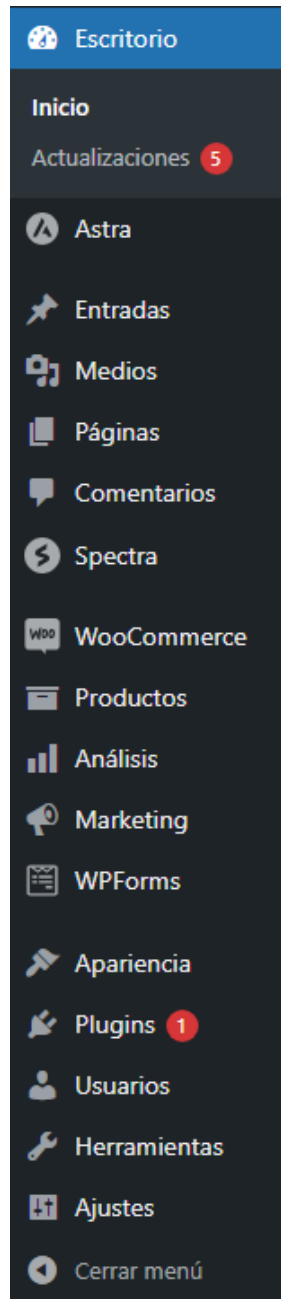 Escritorio
Inicio
Actualizaciones 5
Astra
Entradas
Medios
Páginas
Comentarios
Spectra
Woo WooCommerce
Productos
Análisis
Marketing
WPForms
Apariencia
Plugins 1
Usuarios
Herramientas
Ajustes
Cerrar menú